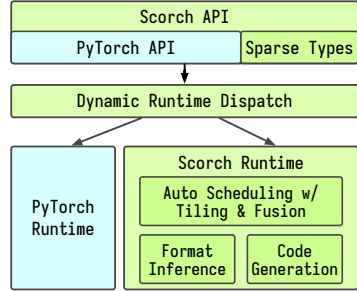 Scorch API
PyTorch API
Sparse Types
Dynamic Runtime Dispatch
PyTorch
Runtime
Scorch Runtime
Auto Scheduling w/
Tiling & Fusion
Format
Inference
Code
Generation